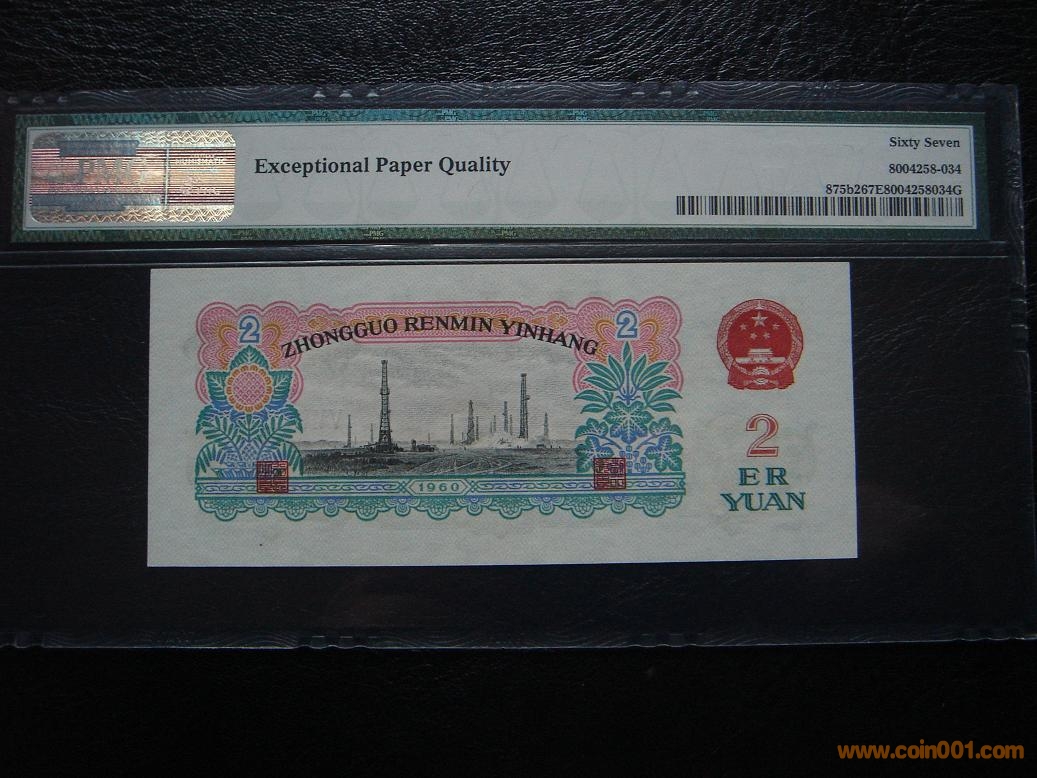 PMG
Exceptional Paper Quality
Sixty Seven
8004258-034
875b267E8004258034G
2 ZHONGGUO RENMIN YINHANG 2
1960
2
ER
YUAN
www.coin001.com